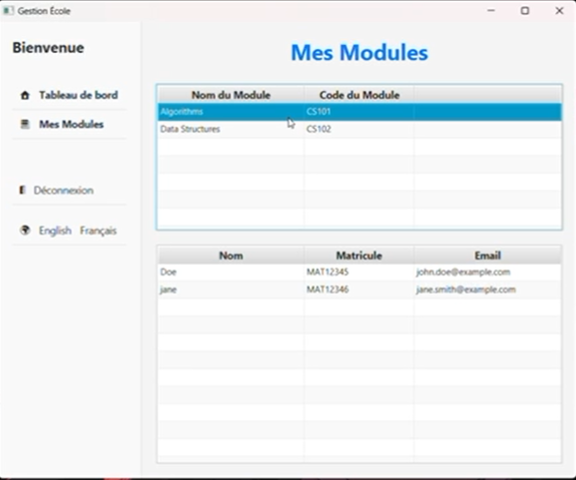 Gestion École
Bienvenue
Tableau de bord
Mes Modules
Déconnexion
English Français
Mes Modules
Nom du Module Code du Module
Algorithms CS101
Data Structures CS102
Nom Matricule Email
Doe MAT12345 john.doe@example.com
jane MAT12346 jane.smith@example.com